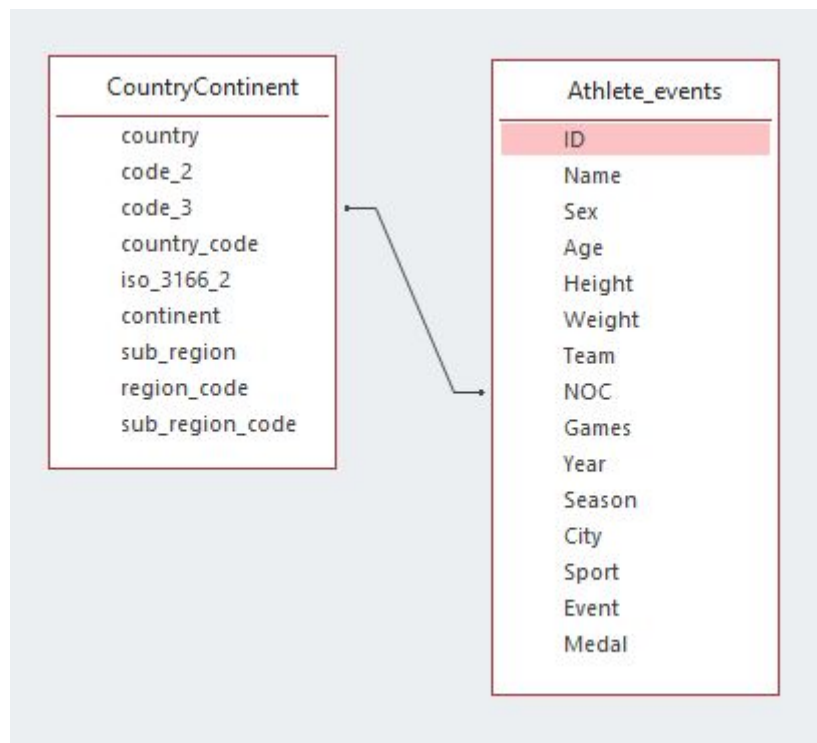 CountryContinent
country
code_2
code_3
country_code
iso_3166_2
continent
sub_region
region_code
sub_region_code
Athlete_events
ID
Name
Sex
Age
Height
Weight
Team
NOC
Games
Year
Season
City
Sport
Event
Medal